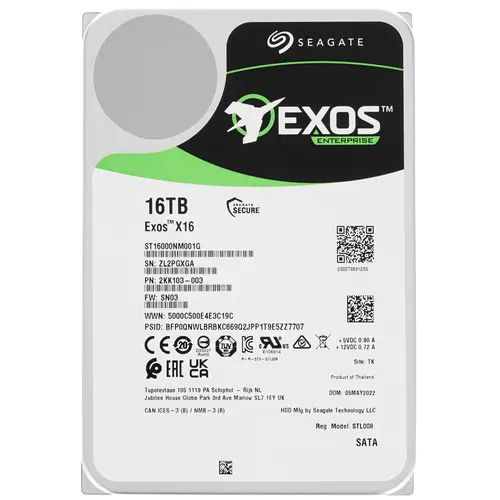 SEAGATE
EXOS™
ENTERPRISE
16TB
Exos™ X16
SEAGATE
SECURE
ST16000NM001G
SN: ZL2PGXGA
PN: 2KK103-003
FW: SN03
WWN: 5000C500E4E3C19C
PSID: BFP0QNWLBRBKC669Q2JPP1T9E5ZZ7707
+5VDC 0.90 A
+12VDC 0.72 A
Site: TK
Product of Thailand
Tupolevlaan 105 1119 PA Schiphol - Rijk NL
Jubilee House Globe Park 3rd Ave Marlow SL7 1EY UK
DOM: 05MAY2022
CAN ICES-3 (B) / NMB-3 (B)
HDD Mfg by Seagate Technology LLC
Reg. Model: STL008
SATA